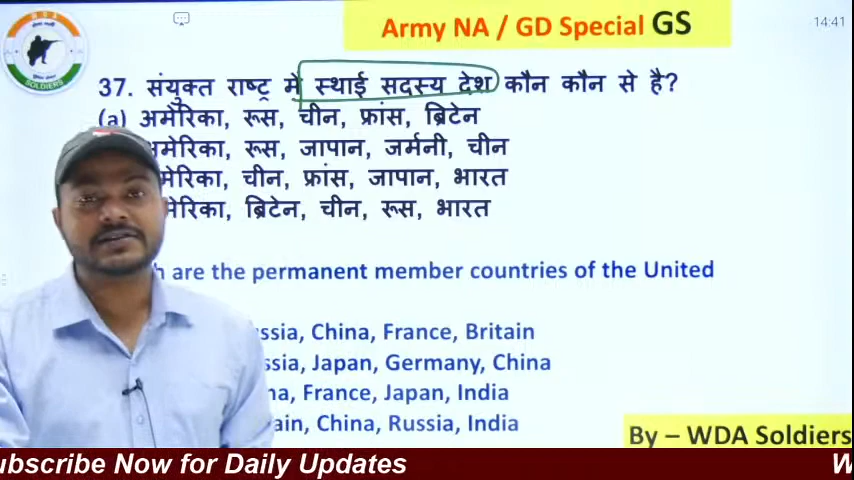 WDA
SOLDIERS
Army NA / GD Special GS
14:41
37. संयुक्त राष्ट्र मे स्थाई सदस्य देश कौन कौन से है?
(a) अमेरिका, रूस, चीन, फ्रांस, ब्रिटेन
अमेरिका, रूस, जापान, जर्मनी, चीन
मेरिका, चीन, फ्रांस, जापान, भारत
मेरिका, ब्रिटेन, चीन, रूस, भारत
h are the permanent member countries of the United
ssia, China, France, Britain
ssia, Japan, Germany, China
na, France, Japan, India
ain, China, Russia, India
By – WDA Soldiers
ubscribe Now for Daily Updates
W